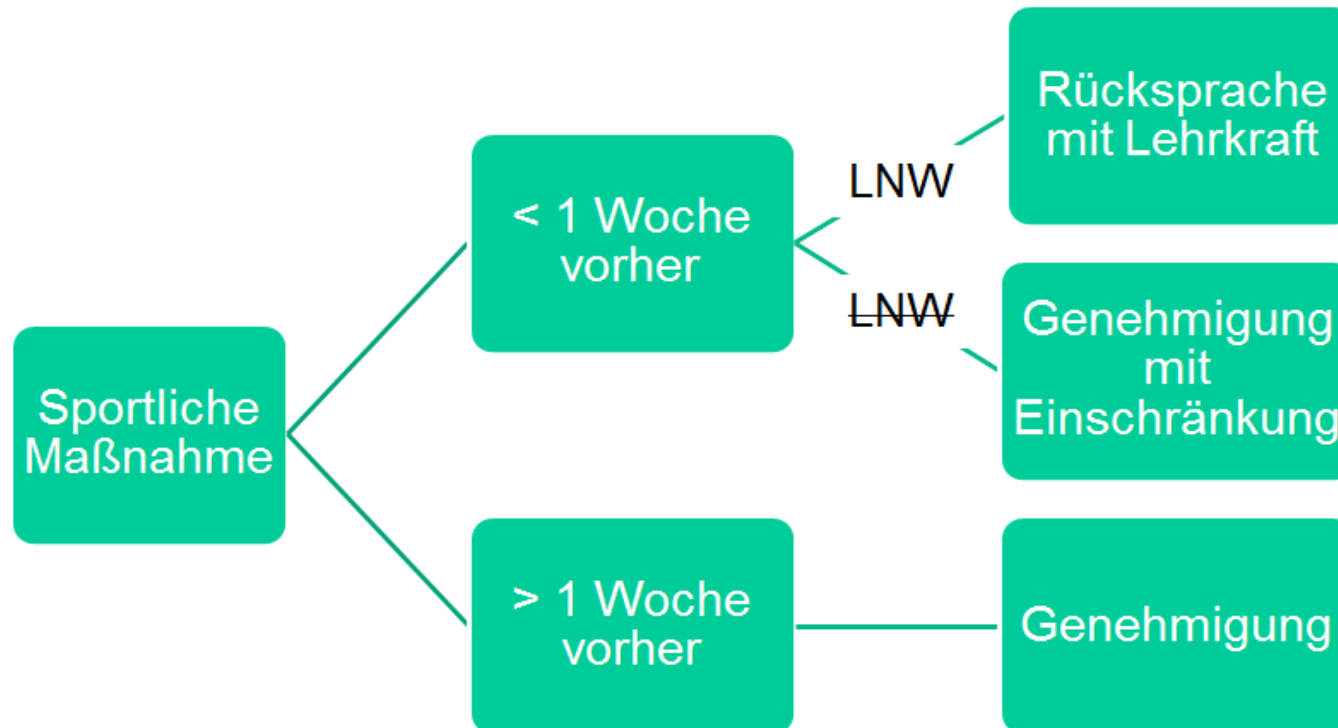 Sportliche
Maßnahme
< 1 Woche
vorher
LNW
LNW
Rücksprache
mit Lehrkraft
Genehmigung
mit
Einschränkung
> 1 Woche
vorher
Genehmigung